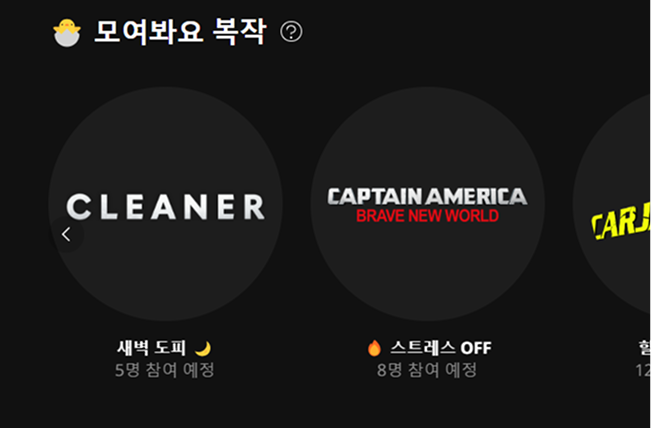 모여봐요 복작
CLEANER
CAPTAIN AMERICA
BRAVE NEW WORLD
새벽 도피
스트레스 OFF
5명 참여 예정
8명 참여 예정